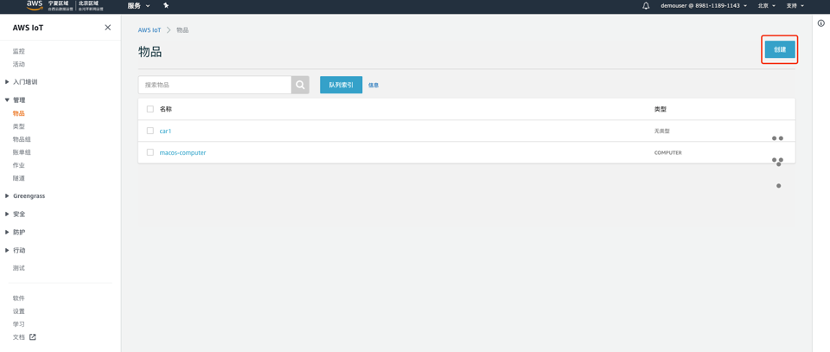 aws 宁夏区域 北京区域
服务
demouser @ 8981-1189-1143
北京
支持
AWS IoT
监控
活动
入门培训
管理
物品
类型
物品组
账单组
作业
隧道
Greengrass
安全
防护
行动
测试
软件
设置
学习
文档
AWS IoT 物品
物品
创建
搜索物品
队列索引
信息
名称 类型
car1 无类型
macos-computer COMPUTER